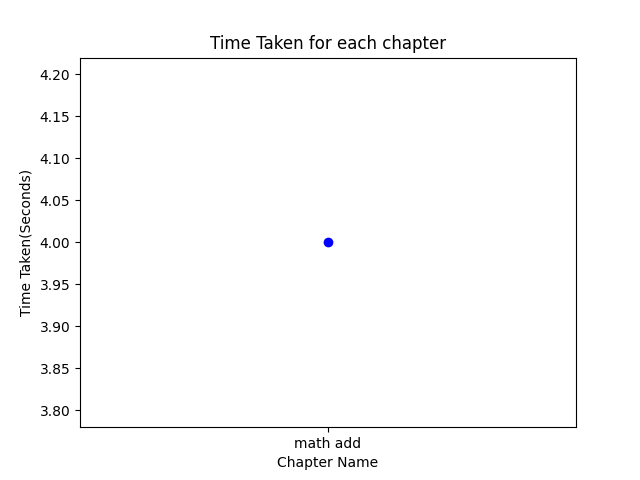 Time Taken for each chapter
4.20
4.15
4.10
4.05
4.00
3.95
3.90
3.85
3.80
Time Taken(Seconds)
math add
Chapter Name